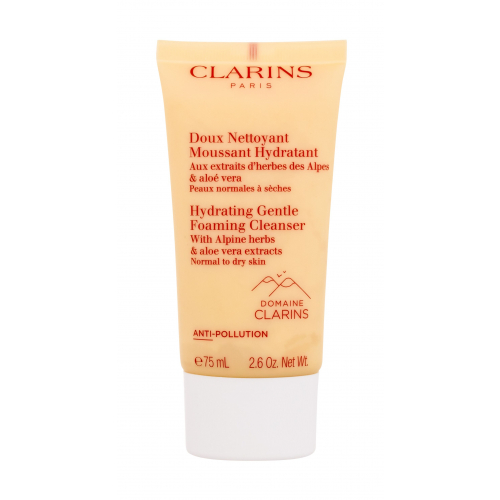 CLARINS
PARIS
Doux Nettoyant
Moussant Hydratant
Aux extraits d'herbes des Alpes
& aloé vera
Peaux normales à sèches
Hydrating Gentle
Foaming Cleanser
With Alpine herbs
& aloe vera extracts
Normal to dry skin
DOMAINE
CLARINS
ANTI-POLLUTION
℮75 mL 2.6 Oz. Net Wt.